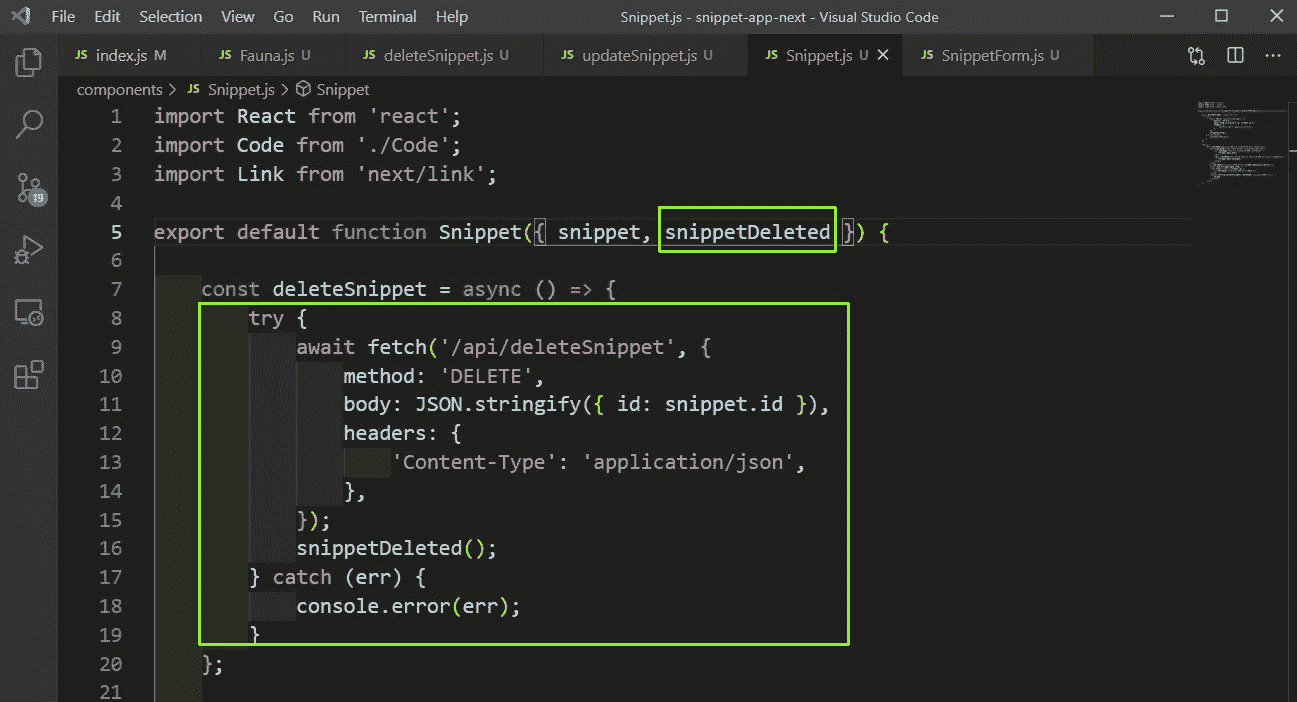 File Edit Selection View Go Run Terminal Help Snippet.js - snippet-app-next - Visual Studio Code
JS index.js M JS Fauna.js U JS deleteSnippet.js U JS updateSnippet.js U JS Snippet.js U JS SnippetForm.js U
components > JS Snippet.js > Snippet
1 import React from 'react';
2 import Code from './Code';
3 import Link from 'next/link';
4
5 export default function Snippet({ snippet, snippetDeleted }) {
6
7 const deleteSnippet = async () => {
8 try {
9 await fetch('/api/deleteSnippet', {
10 method: 'DELETE',
11 body: JSON.stringify({ id: snippet.id }),
12 headers: {
13 'Content-Type': 'application/json',
14 },
15 });
16 snippetDeleted();
17 } catch (err) {
18 console.error(err);
19 }
20 };
21
19